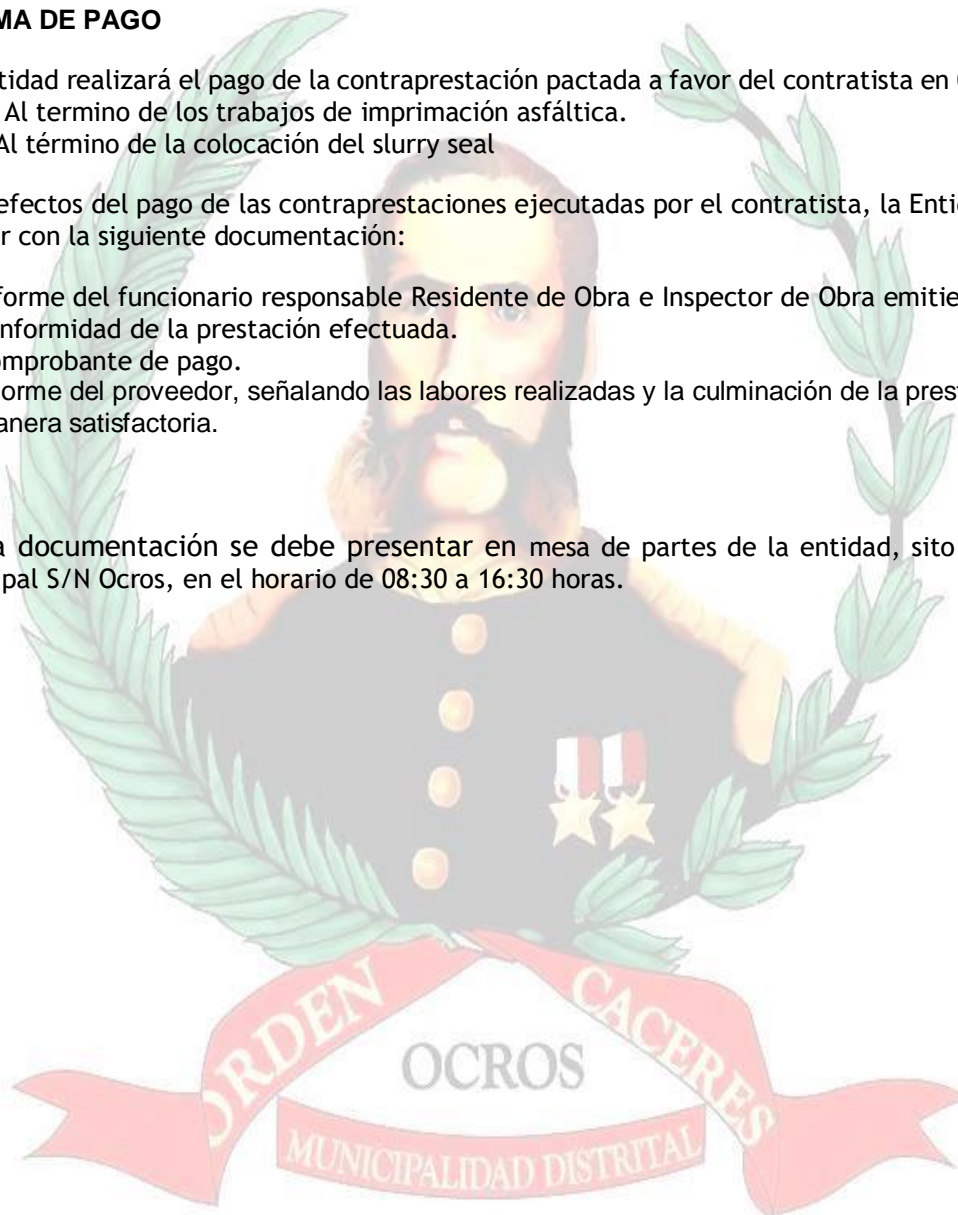 MA DE PAGO
tidad realizará el pago de la contraprestación pactada a favor del contratista en
Al termino de los trabajos de imprimación asfáltica.
Al término de la colocación del slurry seal
efectos del pago de las contraprestaciones ejecutadas por el contratista, la Enti
r con la siguiente documentación:
forme del funcionario responsable Residente de Obra e Inspector de Obra emitie
nformidad de la prestación efectuada.
omprobante de pago.
orme del proveedor, señalando las labores realizadas y la culminación de la pres
anera satisfactoria.
a documentación se debe presentar en mesa de partes de la entidad, sito
pal S/N Ocros, en el horario de 08:30 a 16:30 horas.
ORDEN CACERES
OCROS
MUNICIPALIDAD DISTRITAL